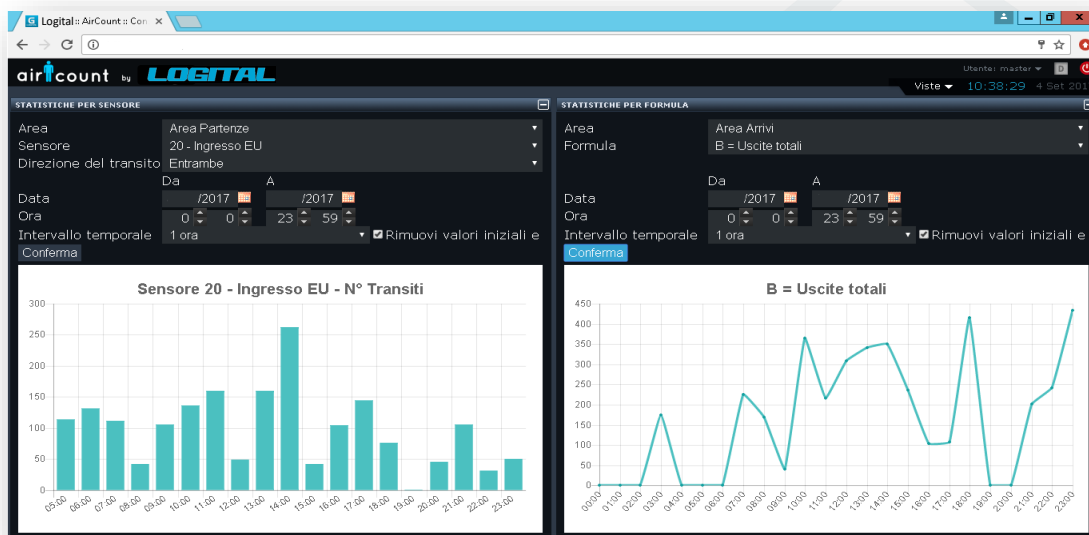 Logital :: AirCount :: Con
aircount by LOGITAL
Utente: master D
Viste 10:38:29 4 Set 201
STATISTICHE PER SENSORE
Area Area Partenze
Sensore 20 - Ingresso EU
Direzione del transito Entrambe
Da A
Data /2017 /2017
Ora 0 0 23 59
Intervallo temporale 1 ora Rimuovi valori iniziali e
Conferma
Sensore 20 - Ingresso EU - N° Transiti
300
250
200
150
100
50
0
05:00 06:00 07:00 08:00 09:00 10:00 11:00 12:00 13:00 14:00 15:00 16:00 17:00 18:00 19:00 20:00 21:00 22:00 23:00
STATISTICHE PER FORMULA
Area Area Arrivi
Formula B = Uscite totali
Da A
Data /2017 /2017
Ora 0 0 23 59
Intervallo temporale 1 ora Rimuovi valori iniziali e
Conferma
B = Uscite totali
450
400
350
300
250
200
150
100
50
0
00:00 01:00 02:00 03:00 04:00 05:00 06:00 07:00 08:00 09:00 10:00 11:00 12:00 13:00 14:00 15:00 16:00 17:00 18:00 19:00 20:00 21:00 22:00 23:00